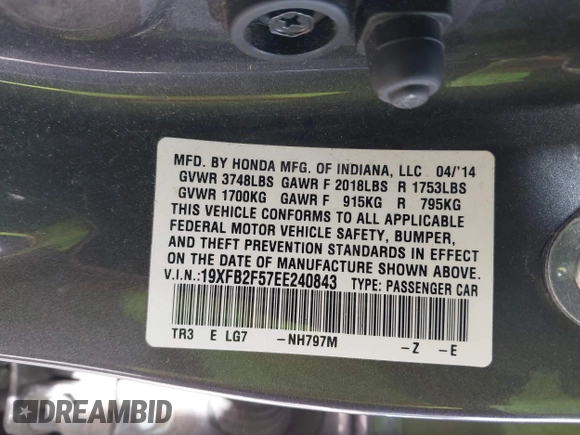 MFD. BY HONDA MFG. OF INDIANA, LLC 04/'14
GVWR 3748LBS GAWR F 2018LBS R 1753LBS
GVWR 1700KG GAWR F 915KG R 795KG
THIS VEHICLE CONFORMS TO ALL APPLICABLE
FEDERAL MOTOR VEHICLE SAFETY, BUMPER,
AND THEFT PREVENTION STANDARDS IN EFFECT
ON THE DATE OF MANUFACTURE SHOWN ABOVE.
V.I.N.:19XFB2F57EE240843 TYPE: PASSENGER CAR
TR3 E LG7 –NH797M –Z –E
DREAMBID